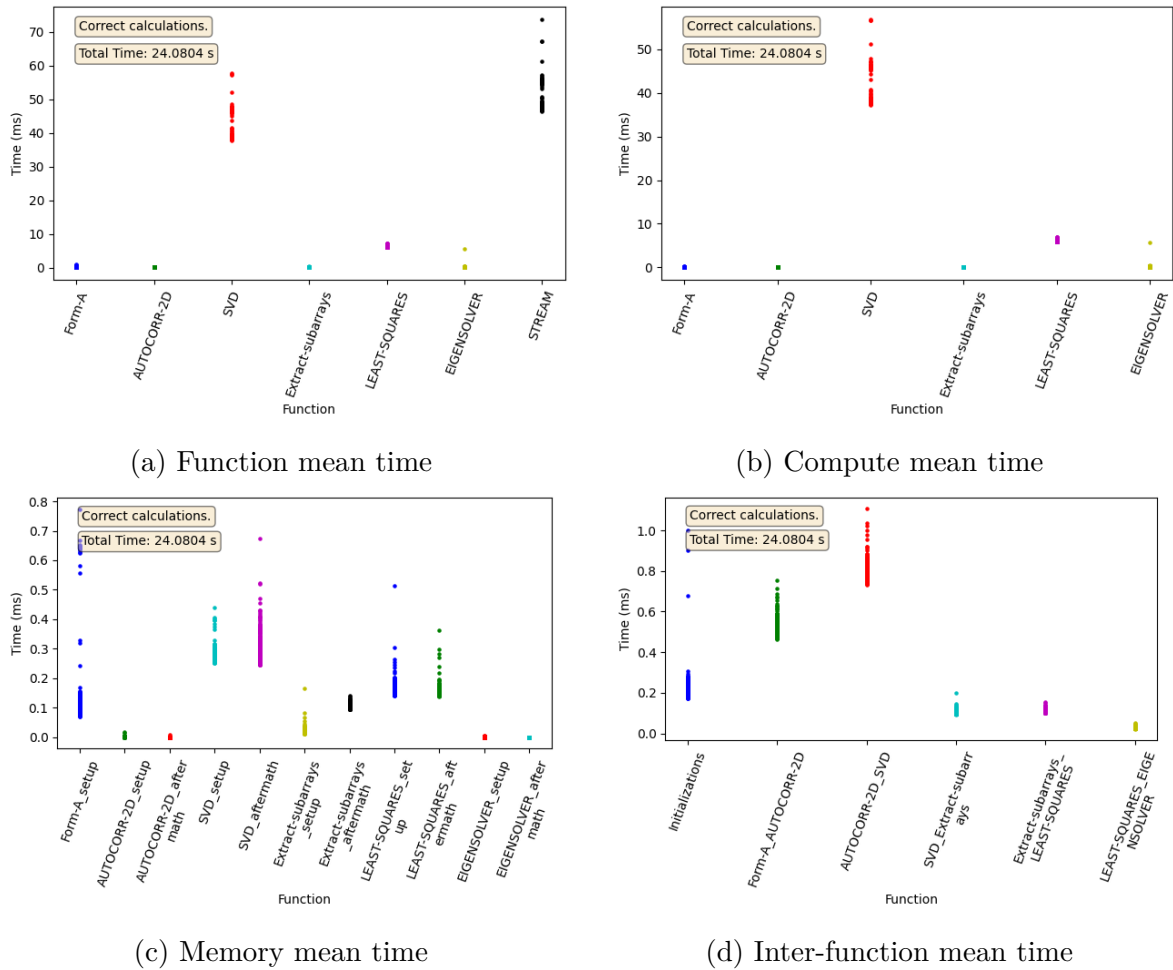 Correct calculations.
Total Time: 24.0804 s
Time (ms)
70
60
50
40
30
20
10
0
Form-A
AUTOCORR-2D
SVD
Extract-subarrays
LEAST-SQUARES
EIGENSOLVER
STREAM
Function
(a) Function mean time
Correct calculations.
Total Time: 24.0804 s
Time (ms)
50
40
30
20
10
0
Form-A
AUTOCORR-2D
SVD
Extract-subarrays
LEAST-SQUARES
EIGENSOLVER
Function
(b) Compute mean time
Correct calculations.
Total Time: 24.0804 s
Time (ms)
0.8
0.7
0.6
0.5
0.4
0.3
0.2
0.1
0.0
Form-A_setup
AUTOCORR-2D_setup
AUTOCORR-2D_after
math
SVD_setup
SVD_aftermath
Extract-subarrays
_setup
Extract-subarrays
_aftermath
LEAST-SQUARES_set
up
LEAST-SQUARES_aft
ermath
EIGENSOLVER_setup
EIGENSOLVER_after
math
Function
(c) Memory mean time
Correct calculations.
Total Time: 24.0804 s
Time (ms)
1.0
0.8
0.6
0.4
0.2
0.0
Initializations
Form-A_AUTOCORR-2D
AUTOCORR-2D_SVD
SVD_Extract-subarr
ays
Extract-subarrays_
LEAST-SQUARES
LEAST-SQUARES_EIGE
NSOLVER
Function
(d) Inter-function mean time